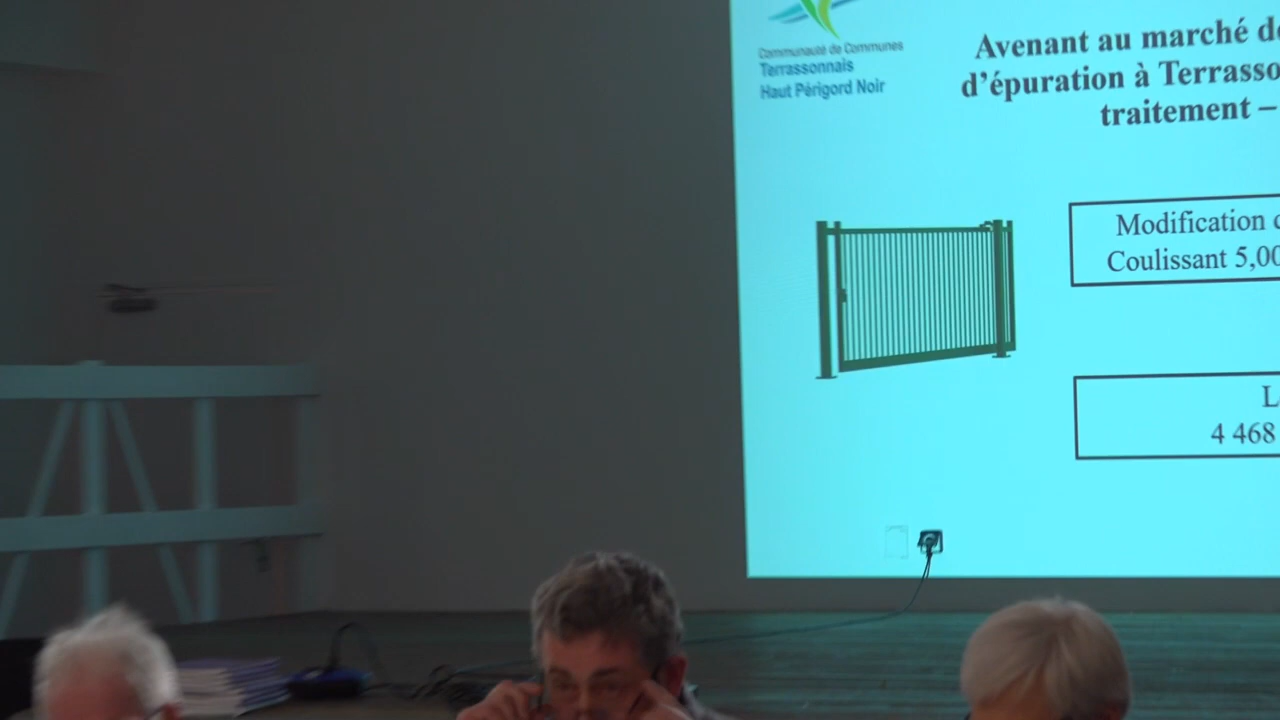 Communauté de Communes
Terrassonnais
Haut Périgord Noir
Avenant au marché de
d'épuration à Terrasso
traitement –
Modification
Coulissant 5,00
4 468